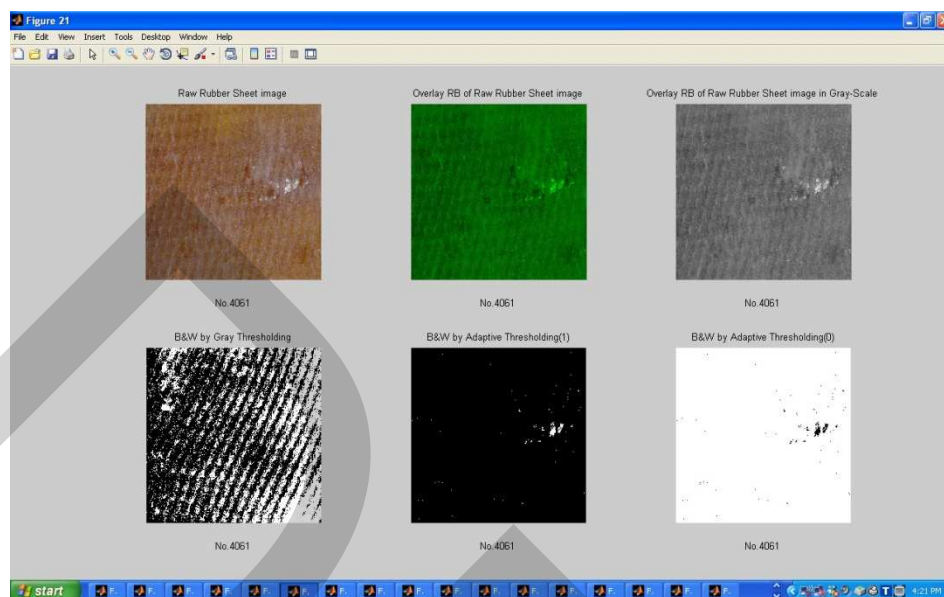 Figure 21
File Edit View Insert Tools Desktop Window Help
Raw Rubber Sheet image
Overlay RB of Raw Rubber Sheet image
Overlay RB of Raw Rubber Sheet image in Gray-Scale
No.4061
No.4061
No.4061
B&W by Gray Thresholding
B&W by Adaptive Thresholding(1)
B&W by Adaptive Thresholding(0)
No.4061
No.4061
No.4061
start F. F. F. F. F. F. F. F. F. F. F. F. F. F. F. F. F. 4:21 PM